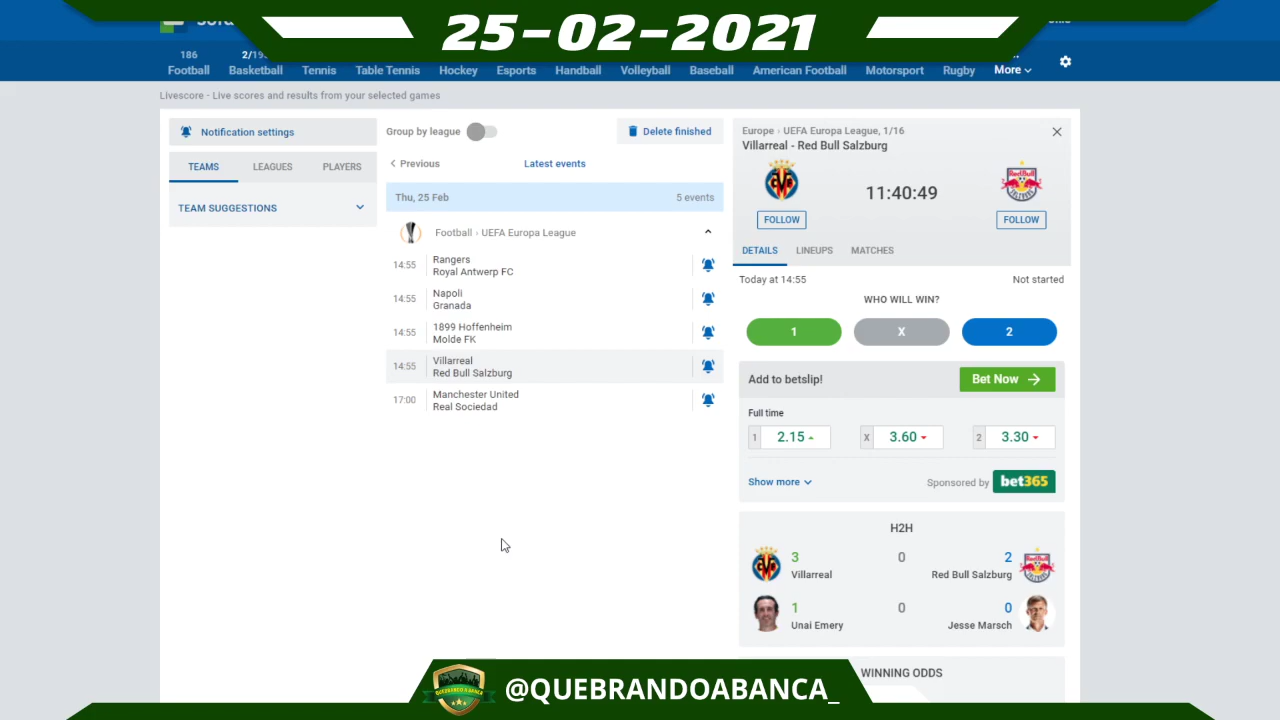 25-02-2021
186
Football
Basketball
Tennis
Table Tennis
Hockey
Esports
Handball
Volleyball
Baseball
American Football
Motorsport
Rugby
More
Livescore - Live scores and results from your selected games
Notification settings
TEAMS
LEAGUES
PLAYERS
TEAM SUGGESTIONS
Group by league
Delete finished
Previous
Latest events
Thu, 25 Feb
5 events
Football › UEFA Europa League
14:55
Rangers
Royal Antwerp FC
14:55
Napoli
Granada
14:55
1899 Hoffenheim
Molde FK
14:55
Villarreal
Red Bull Salzburg
17:00
Manchester United
Real Sociedad
Europe › UEFA Europa League, 1/16
Villarreal - Red Bull Salzburg
11:40:49
FOLLOW
FOLLOW
DETAILS
LINEUPS
MATCHES
Today at 14:55
Not started
WHO WILL WIN?
1
X
2
Add to betslip!
Bet Now
Full time
1 2.15
X 3.60
2 3.30
Show more
Sponsored by bet365
H2H
3 0 2
Villarreal Red Bull Salzburg
1 0 0
Unai Emery Jesse Marsch
WINNING ODDS
QUEBRANDO A BANCA
@QUEBRANDOABANCA_